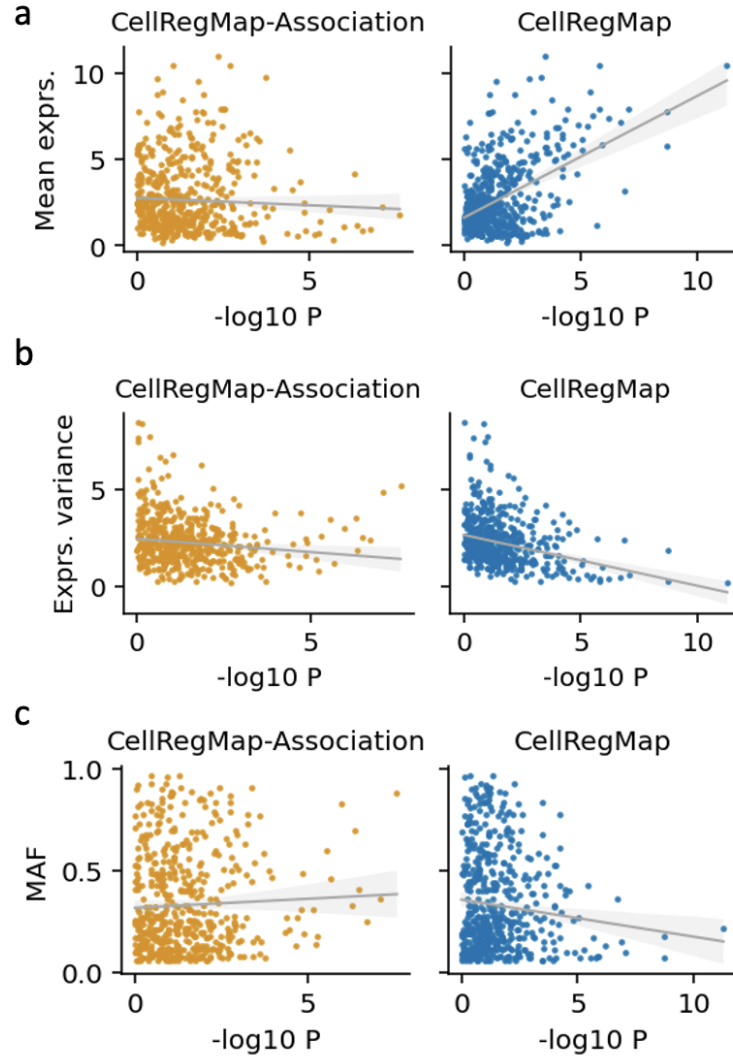 a
CellRegMap-Association CellRegMap
Mean exprs.
10
5
0
0 5 0 5 10
-log10 P -log10 P
b
CellRegMap-Association CellRegMap
Exprs. variance
5
0
0 5 0 5 10
-log10 P -log10 P
c
CellRegMap-Association CellRegMap
MAF
1.0
0.5
0.0
0 5 0 5 10
-log10 P -log10 P